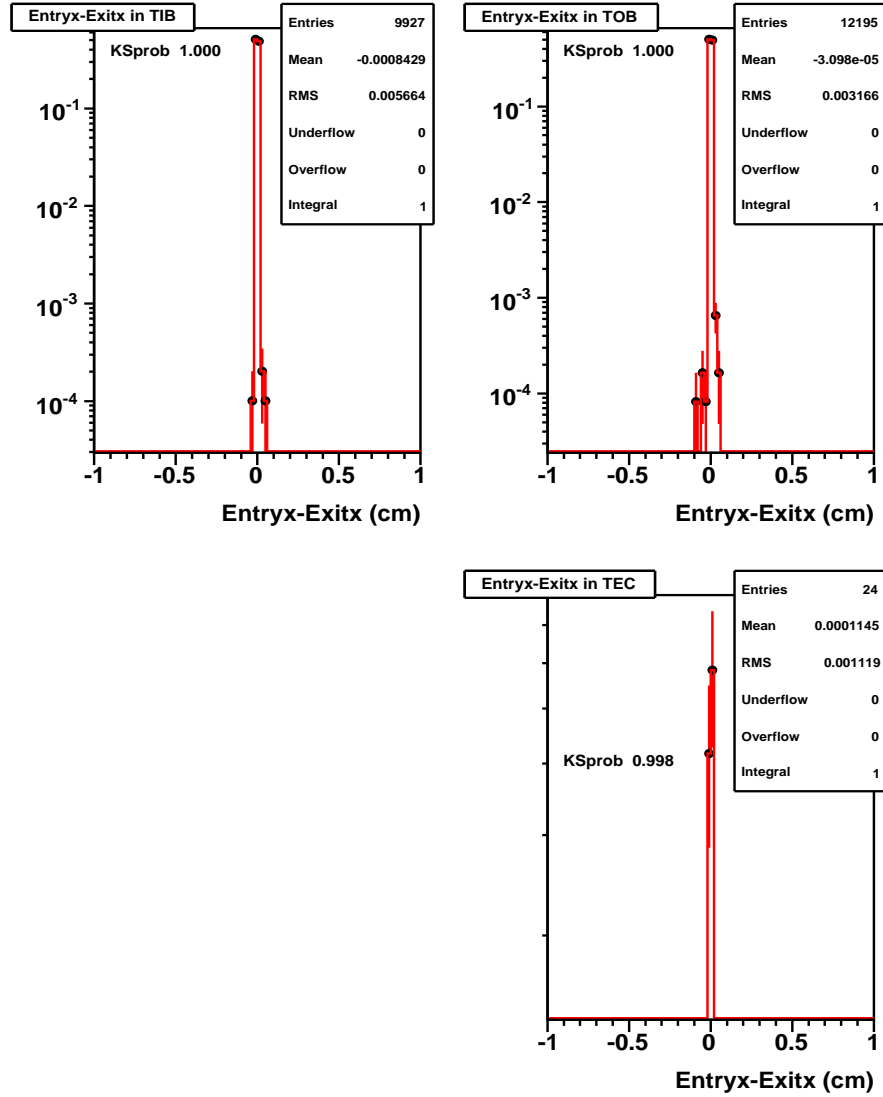 Entryx-Exitx in TIB
Entries 9927
Mean -0.0008429
RMS 0.005664
Underflow 0
Overflow 0
Integral 1
KSprob 1.000
10-1
10-2
10-3
10-4
-1 -0.5 0 0.5 1
Entryx-Exitx (cm)
Entryx-Exitx in TOB
Entries 12195
Mean -3.098e-05
RMS 0.003166
Underflow 0
Overflow 0
Integral 1
KSprob 1.000
10-1
10-2
10-3
10-4
-1 -0.5 0 0.5 1
Entryx-Exitx (cm)
Entryx-Exitx in TEC
Entries 24
Mean 0.0001145
RMS 0.001119
Underflow 0
Overflow 0
Integral 1
KSprob 0.998
-1 -0.5 0 0.5 1
Entryx-Exitx (cm)